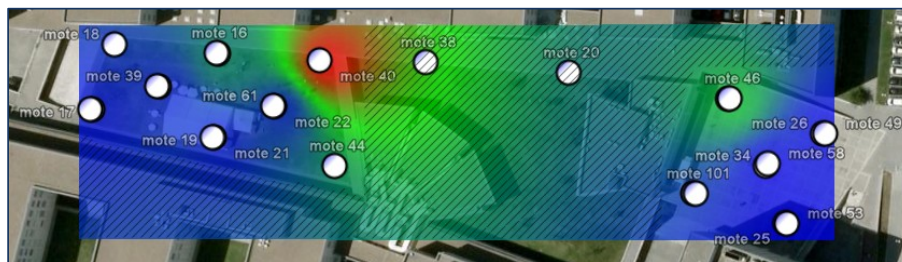 mote 18
mote 16
mote 38
mote 20
mote 39
mote 40
mote 46
mote 17
mote 61
mote 22
mote 26
mote 49
mote 19
mote 21
mote 44
mote 34
mote 58
mote 101
mote 53
mote 25